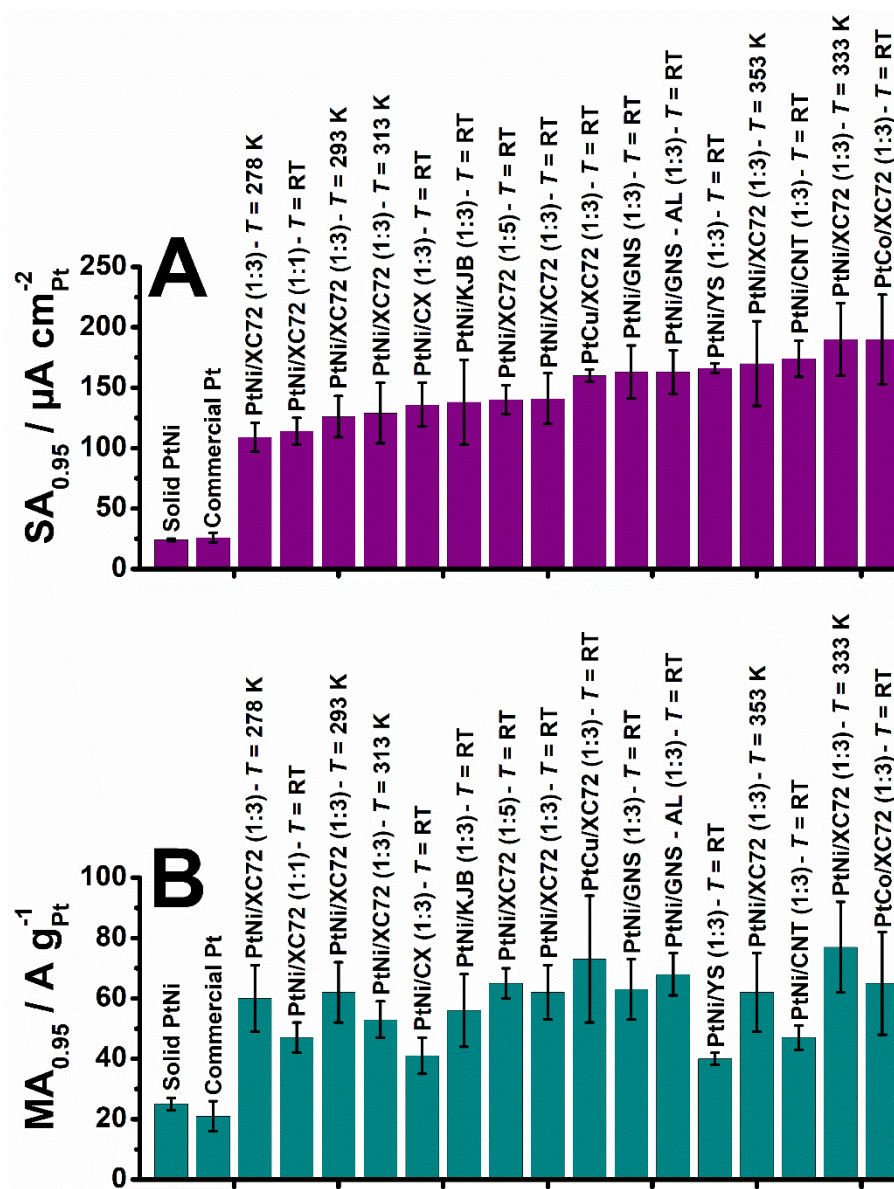 A
SA0.95 / µA cm-2Pt
250
200
150
100
50
0
Solid PtNi
Commercial Pt
PtNi/XC72 (1:3) - T = 278 K
PtNi/XC72 (1:1) - T = RT
PtNi/XC72 (1:3) - T = 293 K
PtNi/XC72 (1:3) - T = 313 K
PtNi/CX (1:3) - T = RT
PtNi/KJB (1:3) - T = RT
PtNi/XC72 (1:5) - T = RT
PtNi/XC72 (1:3) - T = RT
PtCu/XC72 (1:3) - T = RT
PtNi/GNS (1:3) - T = RT
PtNi/GNS - AL (1:3) - T = RT
PtNi/YS (1:3) - T = RT
PtNi/XC72 (1:3) - T = 353 K
PtNi/CNT (1:3) - T = RT
PtNi/XC72 (1:3) - T = 333 K
PtCo/XC72 (1:3) - T = RT
B
MA0.95 / A g-1Pt
100
80
60
40
20
0
Solid PtNi
Commercial Pt
PtNi/XC72 (1:3) - T = 278 K
PtNi/XC72 (1:1) - T = RT
PtNi/XC72 (1:3) - T = 293 K
PtNi/XC72 (1:3) - T = 313 K
PtNi/CX (1:3) - T = RT
PtNi/KJB (1:3) - T = RT
PtNi/XC72 (1:5) - T = RT
PtNi/XC72 (1:3) - T = RT
PtCu/XC72 (1:3) - T = RT
PtNi/GNS (1:3) - T = RT
PtNi/GNS - AL (1:3) - T = RT
PtNi/YS (1:3) - T = RT
PtNi/XC72 (1:3) - T = 353 K
PtNi/CNT (1:3) - T = RT
PtNi/XC72 (1:3) - T = 333 K
PtCo/XC72 (1:3) - T = RT